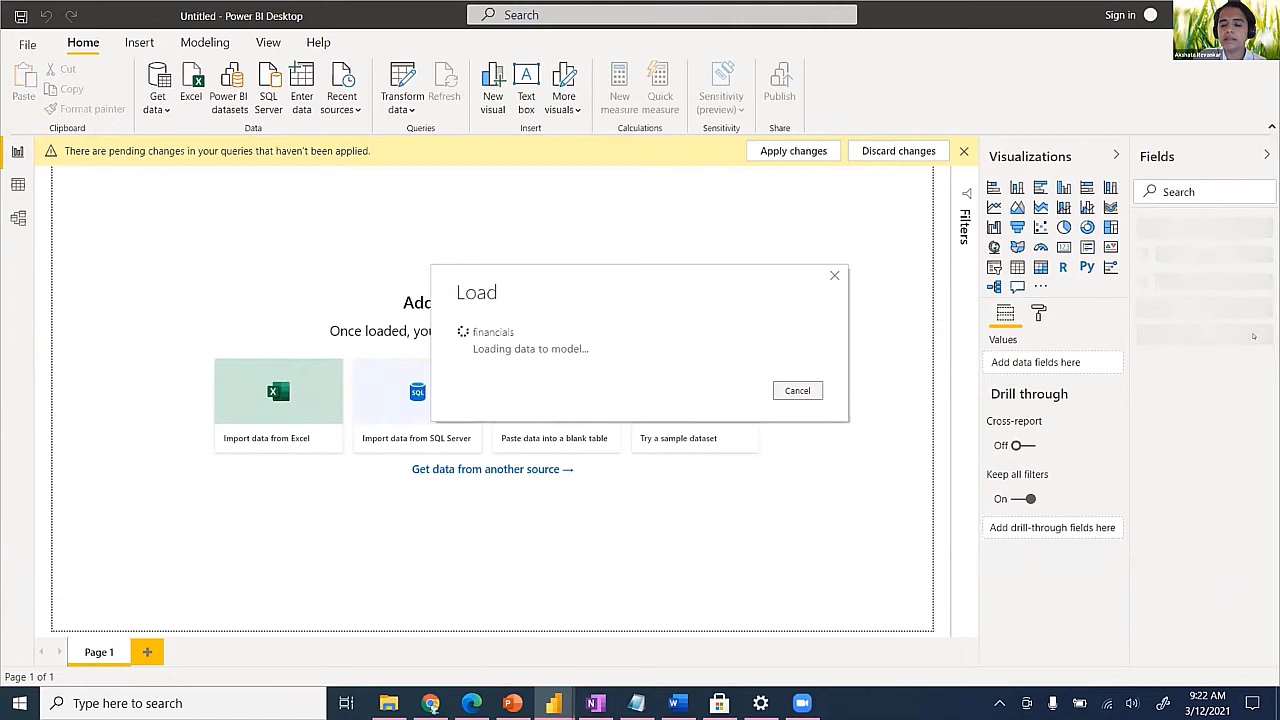 Untitled - Power BI Desktop
Search
Sign in
Akshata Revankar
File
Home
Insert
Modeling
View
Help
Paste
Cut
Copy
Format painter
Clipboard
Get data
Excel
Power BI datasets
SQL Server
Enter data
Recent sources
Data
Transform data
Refresh
Queries
New visual
Text box
More visuals
Insert
New measure
Quick measure
Calculations
Sensitivity (preview)
Sensitivity
Publish
Share
There are pending changes in your queries that haven't been applied.
Apply changes
Discard changes
Load
financials
Loading data to model...
Cancel
Add
Once loaded, you
SQL
Import data from Excel
Import data from SQL Server
Paste data into a blank table
Try a sample dataset
Get data from another source →
Filters
Visualizations
R
Py
Values
Add data fields here
Drill through
Cross-report
Off
Keep all filters
On
Add drill-through fields here
Fields
Search
Page 1
Page 1 of 1
Type here to search
9:22 AM
3/12/2021